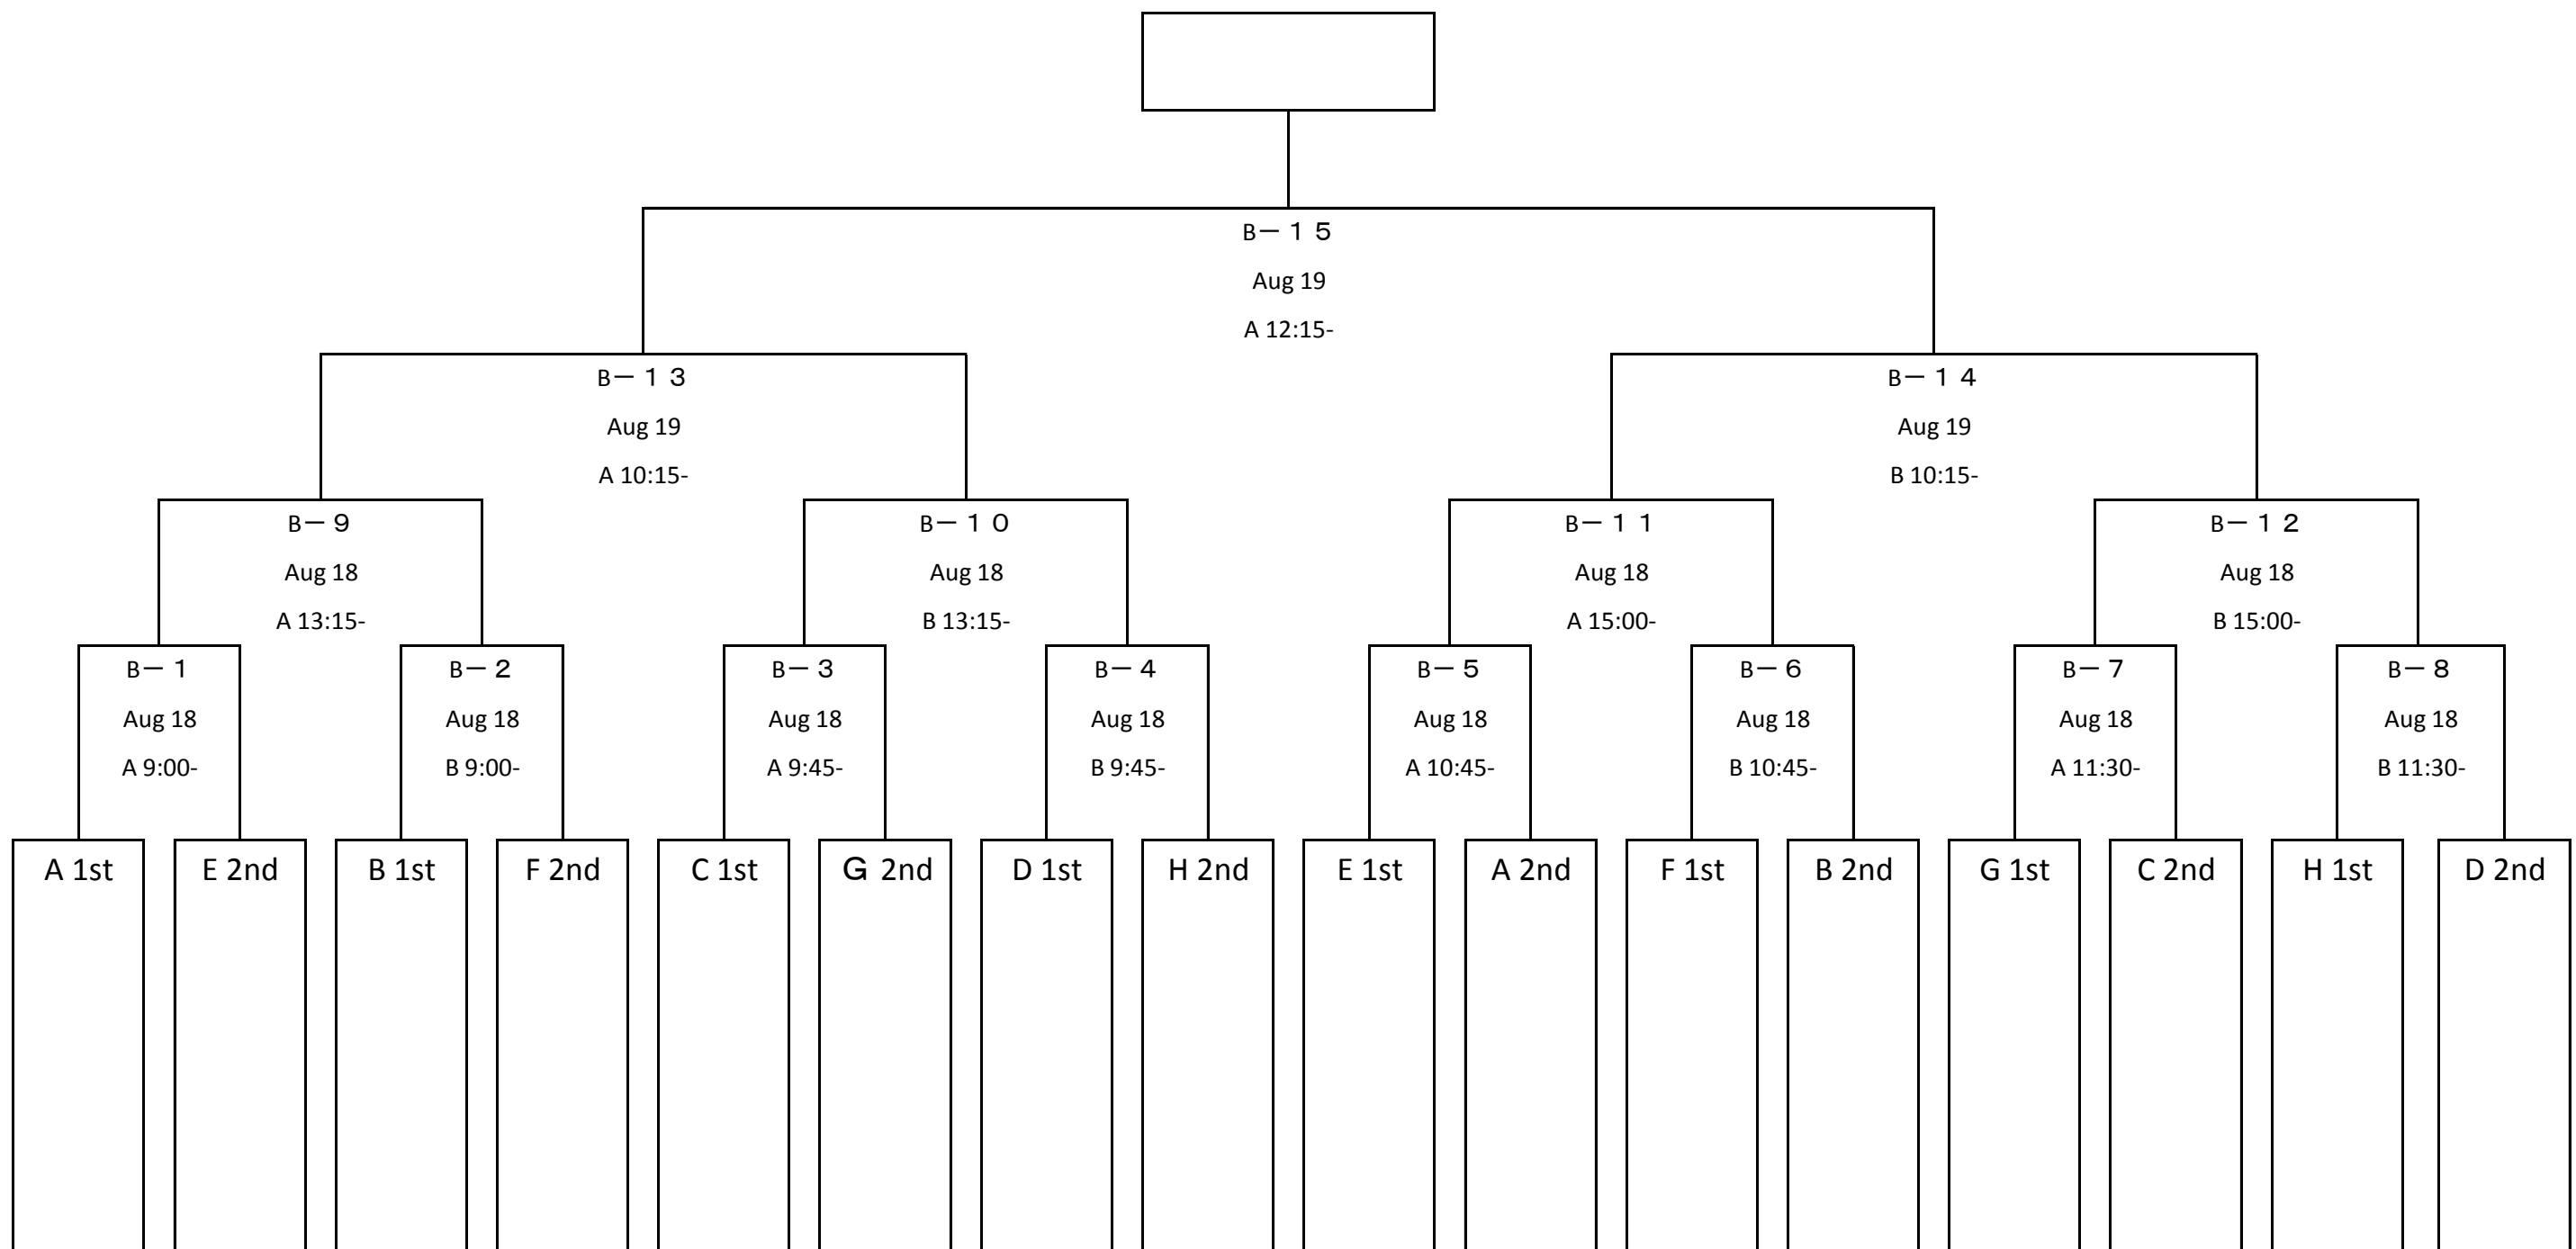 B－１５
Aug 19
A 12:15-
B－１３
Aug 19
A 10:15-
B－１４
Aug 19
B 10:15-
B－９
Aug 18
A 13:15-
B－１０
Aug 18
B 13:15-
B－１１
Aug 18
A 15:00-
B－１２
Aug 18
B 15:00-
B－１
Aug 18
A 9:00-
B－２
Aug 18
B 9:00-
B－３
Aug 18
A 9:45-
B－４
Aug 18
B 9:45-
B－５
Aug 18
A 10:45-
B－６
Aug 18
B 10:45-
B－７
Aug 18
A 11:30-
B－８
Aug 18
B 11:30-
A 1st
E 2nd
B 1st
F 2nd
C 1st
Ｇ 2nd
D 1st
H 2nd
E 1st
A 2nd
F 1st
B 2nd
G 1st
C 2nd
H 1st
D 2nd